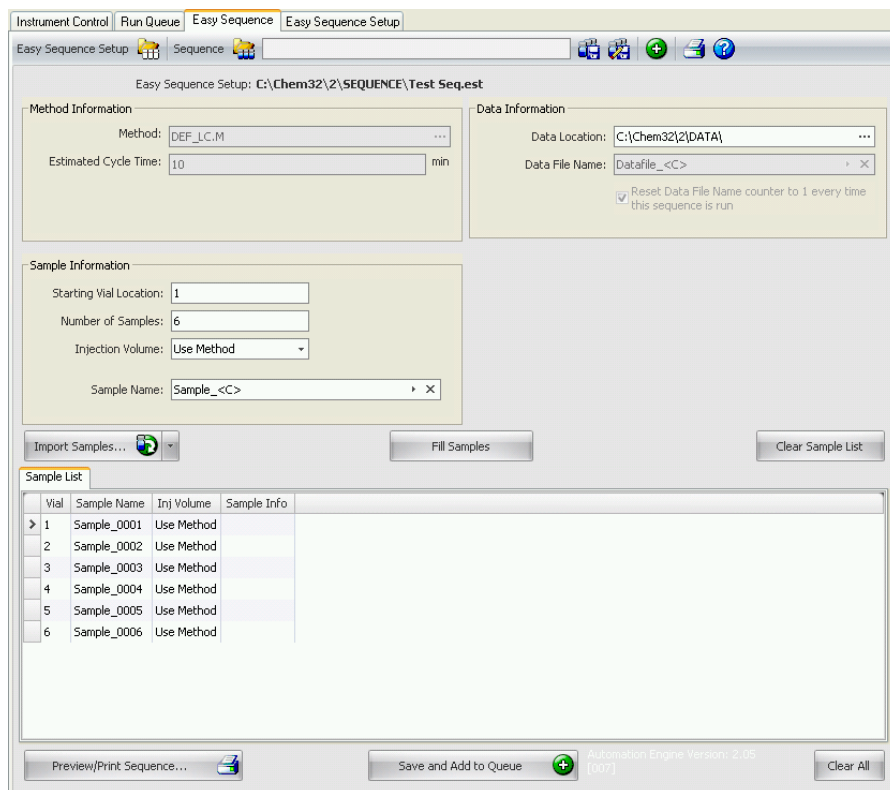 Instrument Control Run Queue Easy Sequence Easy Sequence Setup
Easy Sequence Setup Sequence
Easy Sequence Setup: C:\Chem32\2\SEQUENCE\Test Seq.est
Method Information
Method: DEF_LC.M ...
Estimated Cycle Time: 10 min
Data Information
Data Location: C:\Chem32\2\DATA\ ...
Data File Name: Datafile_<C>
Reset Data File Name counter to 1 every time
this sequence is run
Sample Information
Starting Vial Location: 1
Number of Samples: 6
Injection Volume: Use Method
Sample Name: Sample_<C>
Import Samples... Fill Samples Clear Sample List
Sample List
Vial Sample Name Inj Volume Sample Info
1 Sample_0001 Use Method
2 Sample_0002 Use Method
3 Sample_0003 Use Method
4 Sample_0004 Use Method
5 Sample_0005 Use Method
6 Sample_0006 Use Method
Preview/Print Sequence... Save and Add to Queue Automation Engine Version: 2.05
[007] Clear All